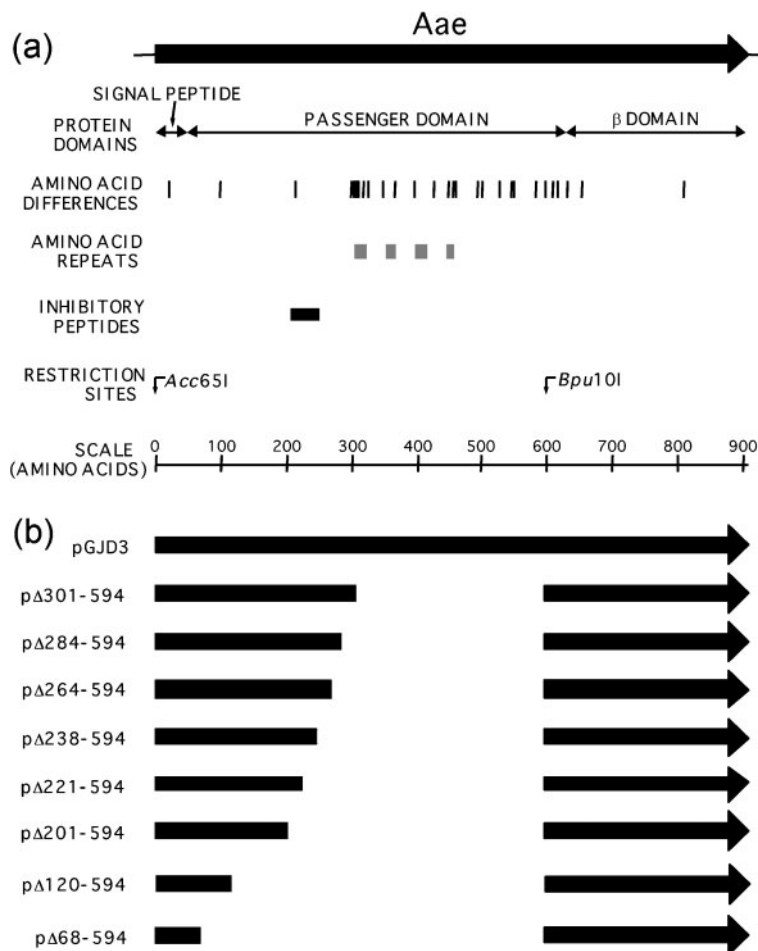 Aae
(a)
SIGNAL PEPTIDE
PROTEIN DOMAINS
PASSENGER DOMAIN
β DOMAIN
AMINO ACID DIFFERENCES
AMINO ACID REPEATS
INHIBITORY PEPTIDES
RESTRICTION SITES
Acc65I
Bpu10I
SCALE (AMINO ACIDS)
0 100 200 300 400 500 600 700 800 900
(b)
pGJD3
pΔ301-594
pΔ284-594
pΔ264-594
pΔ238-594
pΔ221-594
pΔ201-594
pΔ120-594
pΔ68-594